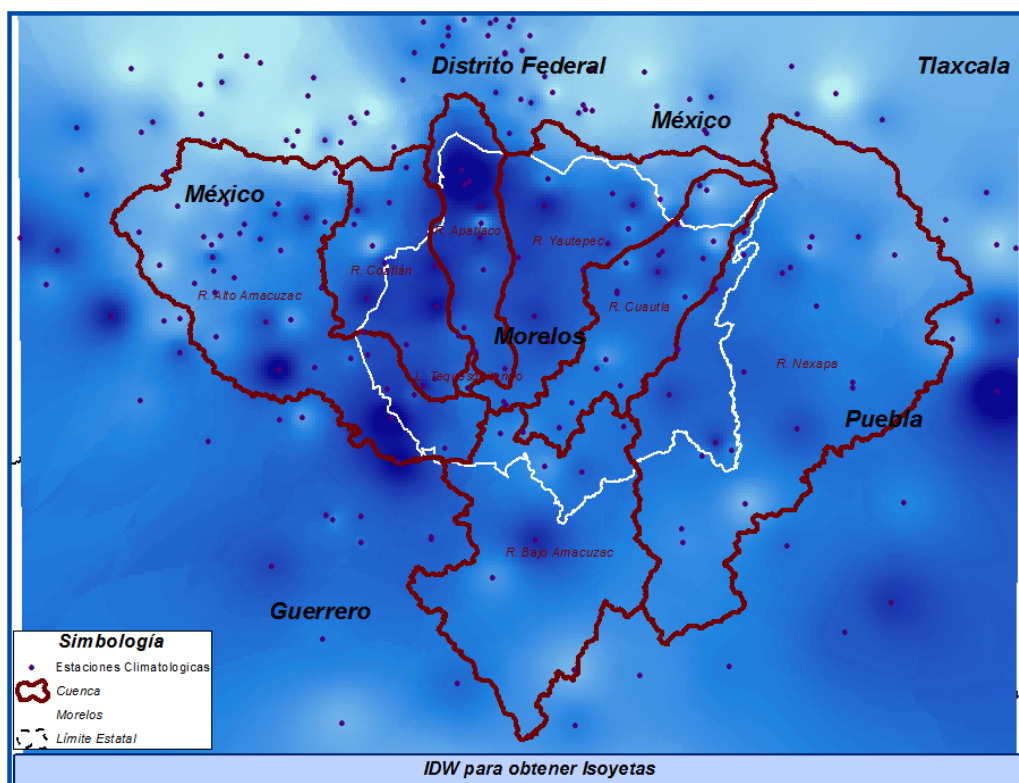 Distrito Federal
Tlaxcala
México
México
R. Apatlaco
R. Yautepec
R. Coatlán
R. Alto Amacuzac
R. Cuautla
Morelos
R. Nexapa
L. Tequesquitengo
Puebla
R. Bajo Amacuzac
Guerrero
Simbología
Estaciones Climatologicas
Cuenca
Morelos
Límite Estatal
IDW para obtener Isoyetas